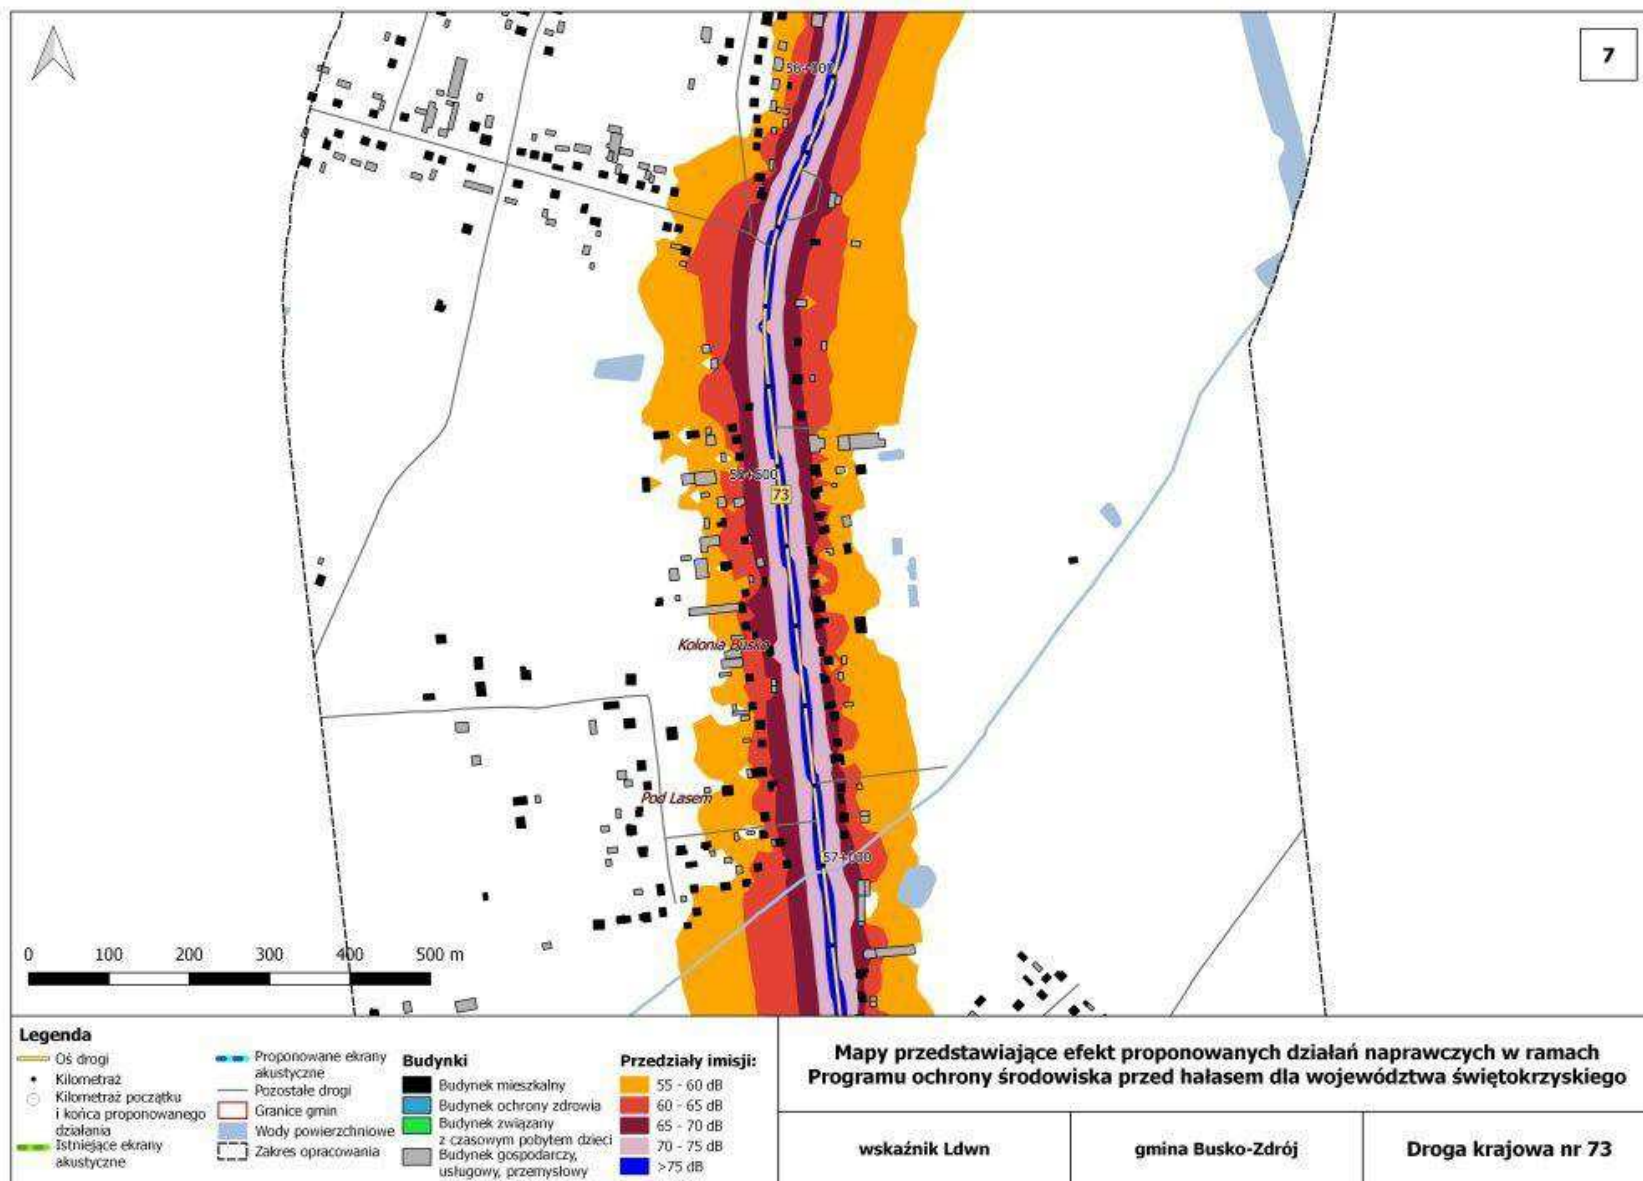 7
58+000
73
Kolonia Busko
Pod Lasem
57+000
0 100 200 300 400 500 m
Legenda
Oś drogi
Kilometraż
Kilometraż początku
i końca proponowanego
działania
Istniejące ekrany
akustyczne
Proponowane ekrany
akustyczne
Pozostałe drogi
Granice gmin
Wody powierzchniowe
Zakres opracowania
Budynki
Budynek mieszkalny
Budynek ochrony zdrowia
Budynek związany
z czasowym pobytem dzieci
Budynek gospodarczy,
usługowy, przemysłowy
Przedziały imisji:
55 - 60 dB
60 - 65 dB
65 - 70 dB
70 - 75 dB
>75 dB
Mapy przedstawiające efekt proponowanych działań naprawczych w ramach
Programu ochrony środowiska przed hałasem dla województwa świętokrzyskiego
wskaźnik Ldwn
gmina Busko-Zdrój
Droga krajowa nr 73